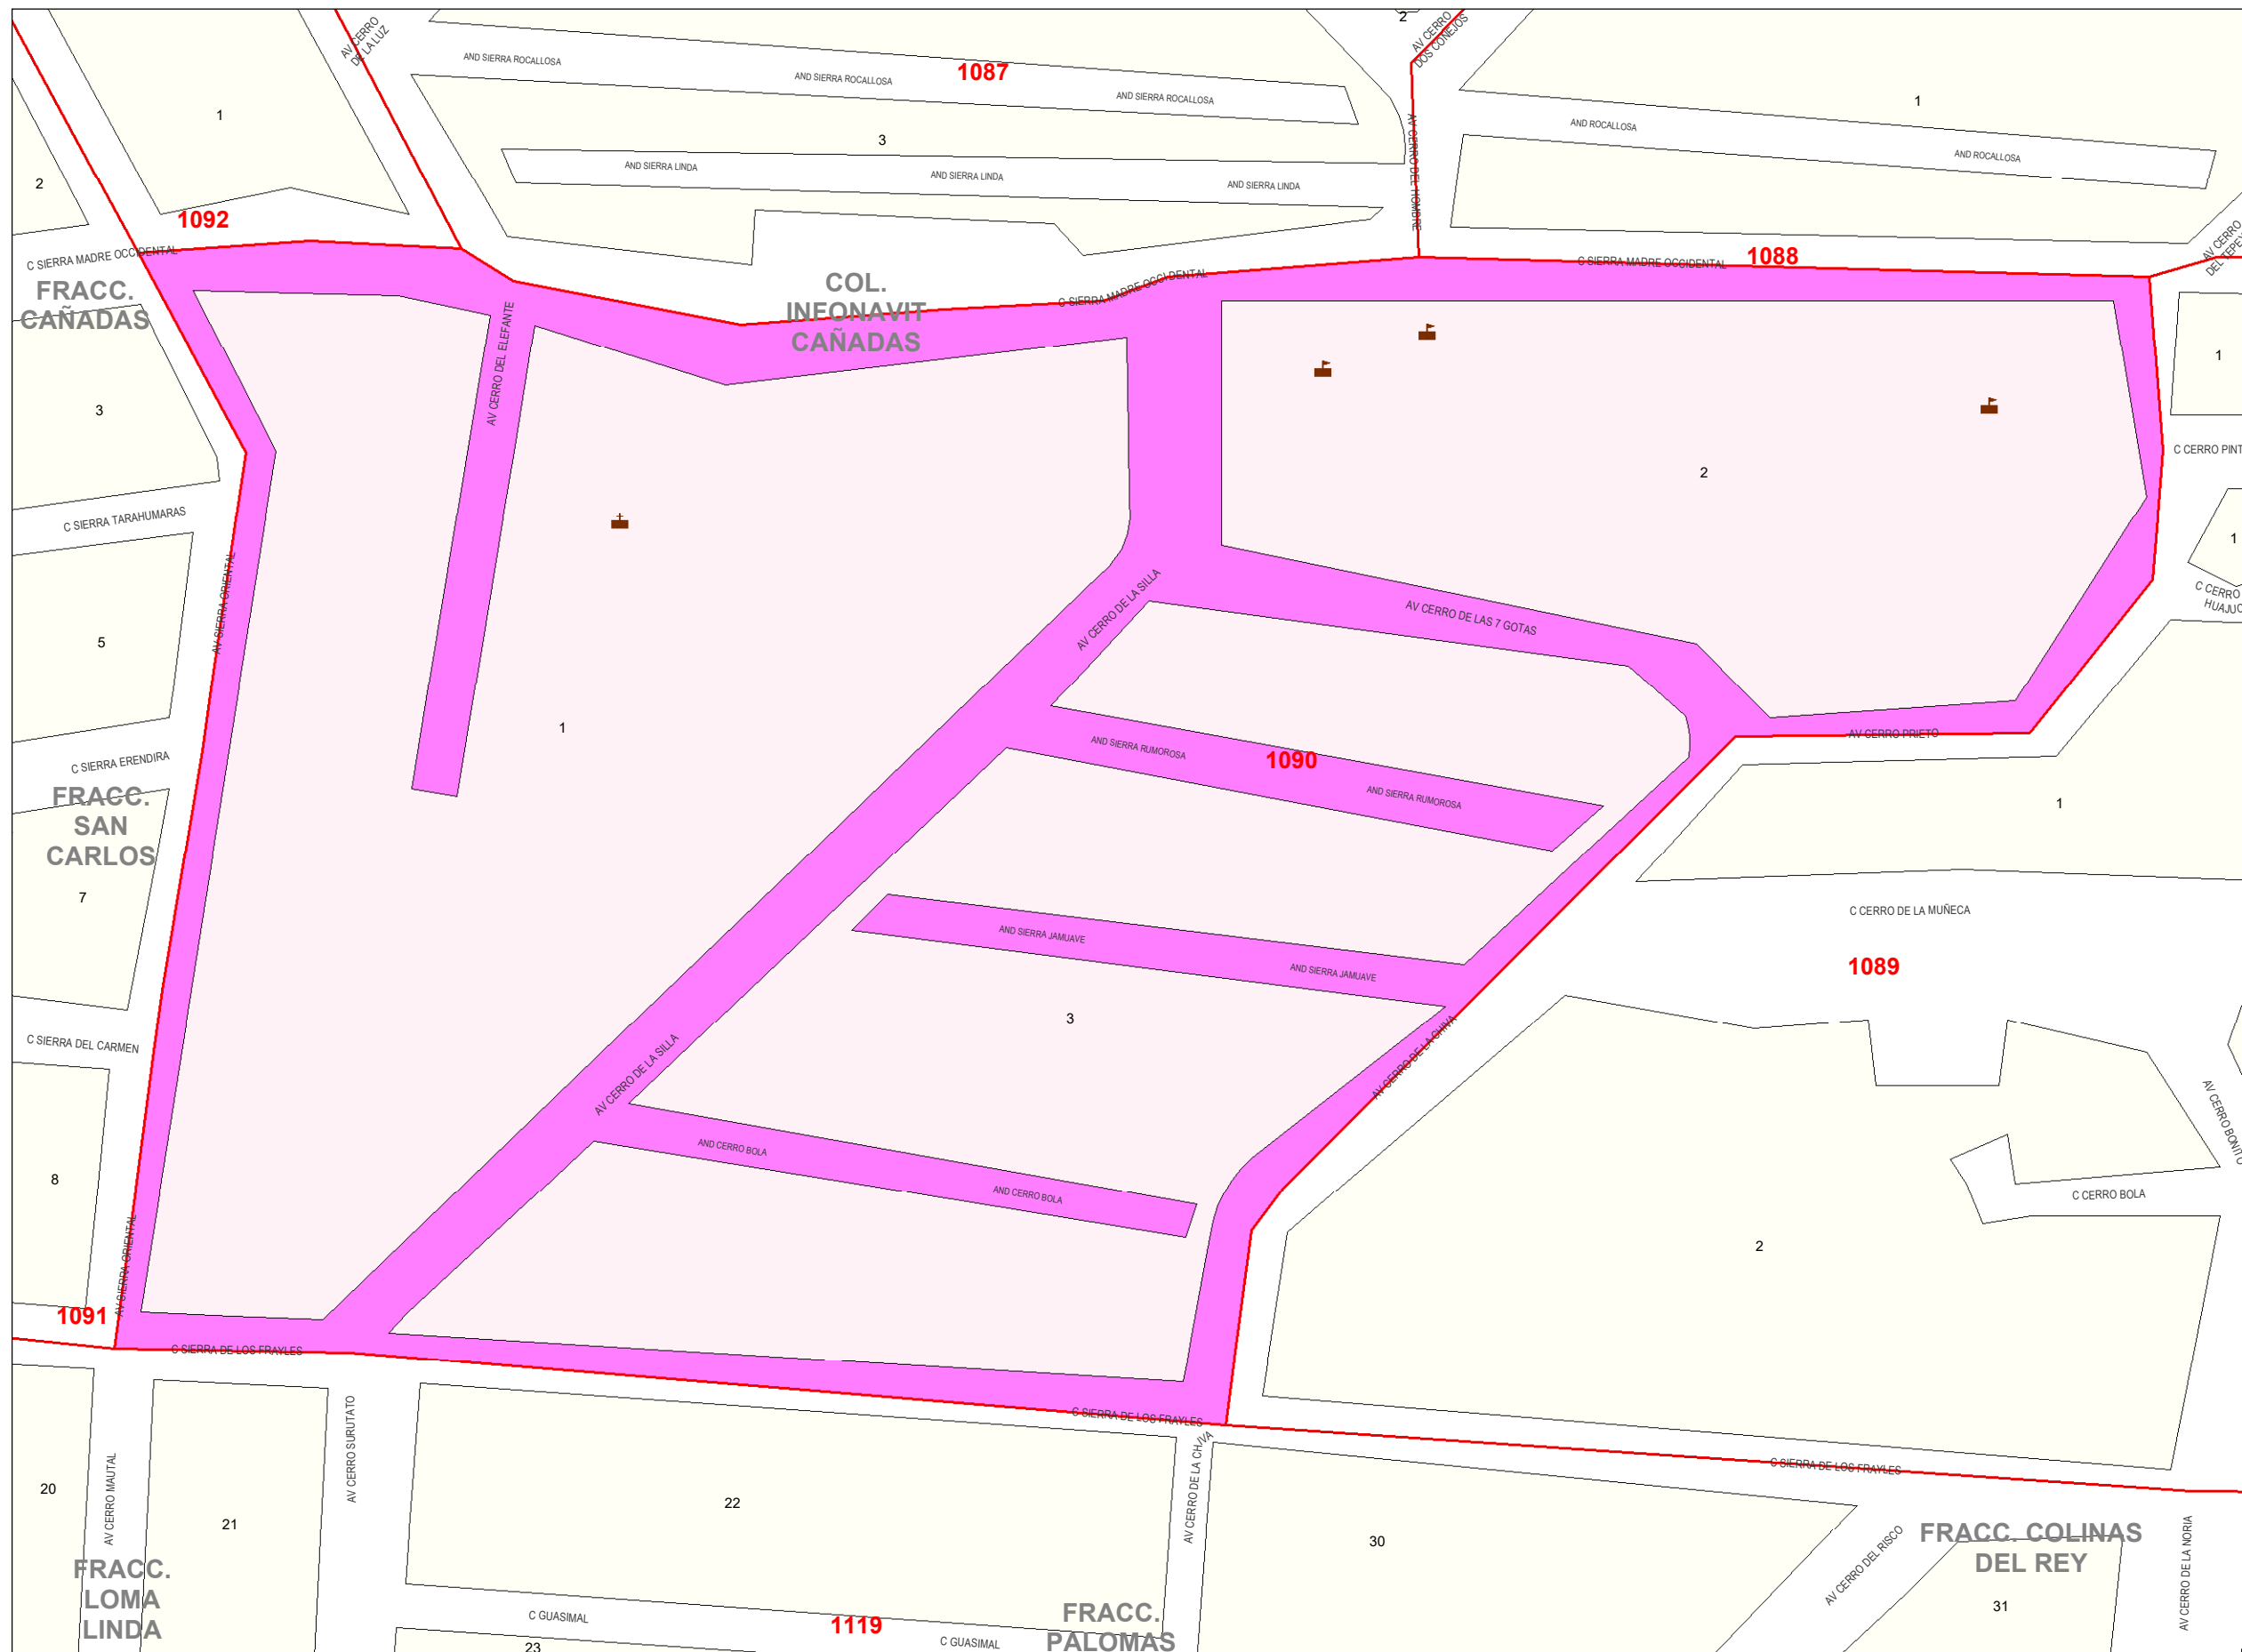 AV CERRO
DE LA LUZ
2
AV CERRO
DOS CONEJOS
AND SIERRA ROCALLOSA
AND SIERRA ROCALLOSA
1087
AND SIERRA ROCALLOSA
1
1
AND ROCALLOSA
AND ROCALLOSA
3
AV CERRO DEL HOMBRE
AND SIERRA LINDA
AND SIERRA LINDA
AND SIERRA LINDA
2
1092
C SIERRA MADRE OCCIDENTAL
FRACC.
CAÑADAS
COL.
INFONAVIT
CAÑADAS
C SIERRA MADRE OCCIDENTAL
C SIERRA MADRE OCCIDENTAL
1088
AV CERRO
AV CERRO DEL ELEFANTE
1
3
2
C CERRO PINT
C SIERRA TARAHUMARAS
1
AV SIERRA ORIENTAL
5
AV CERRO DE LA SILLA
AV CERRO DE LAS 7 GOTAS
C CERRO
HUAJUC
1
C SIERRA ERENDIRA
AND SIERRA RUMOROSA
1090
AND SIERRA RUMOROSA
AV CERRO PRIETO
1
FRACC.
SAN
CARLOS
7
C CERRO DE LA MUÑECA
AND SIERRA JAMUAVE
AND SIERRA JAMUAVE
1089
3
C SIERRA DEL CARMEN
AV CERRO DE LA SILLA
AV CERRO DE LA CHIVA
AV CERRO BONITO
AND CERRO BOLA
AND CERRO BOLA
8
C CERRO BOLA
2
AV SIERRA ORIENTAL
1091
C SIERRA DE LOS FRAYLES
C SIERRA DE LOS FRAYLES
C SIERRA DE LOS FRAYLES
AV CERRO MAUTAL
AV CERRO SURUTATO
AV CERRO DE LA CHIVA
20
21
22
30
AV CERRO DEL RISCO
FRACC. COLINAS
DEL REY
AV CERRO DE LA NORIA
31
FRACC.
LOMA
LINDA
C GUASIMAL
1119
C GUASIMAL
FRACC.
PALOMAS
23